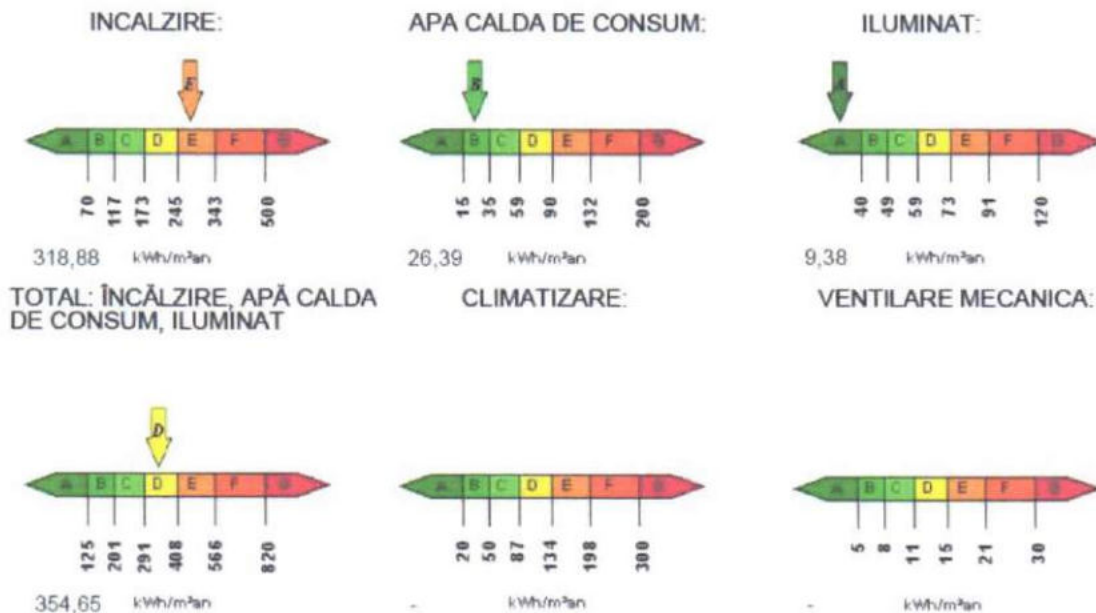 INCALZIRE:
APA CALDA DE CONSUM:
ILUMINAT:
E
B
A
A B C D E F G
A B C D E F G
A B C D E F G
70 117 173 245 343 500
15 35 59 90 132 200
40 49 59 73 91 120
318,88 kWh/m²an
26,39 kWh/m²an
9,38 kWh/m²an
TOTAL: ÎNCĂLZIRE, APĂ CALDA
DE CONSUM, ILUMINAT
CLIMATIZARE:
VENTILARE MECANICA:
D
A B C D E F G
A B C D E F G
A B C D E F G
125 201 291 408 566 820
20 50 87 134 198 300
5 8 11 15 21 30
354,65 kWh/m²an
- kWh/m²an
- kWh/m²an